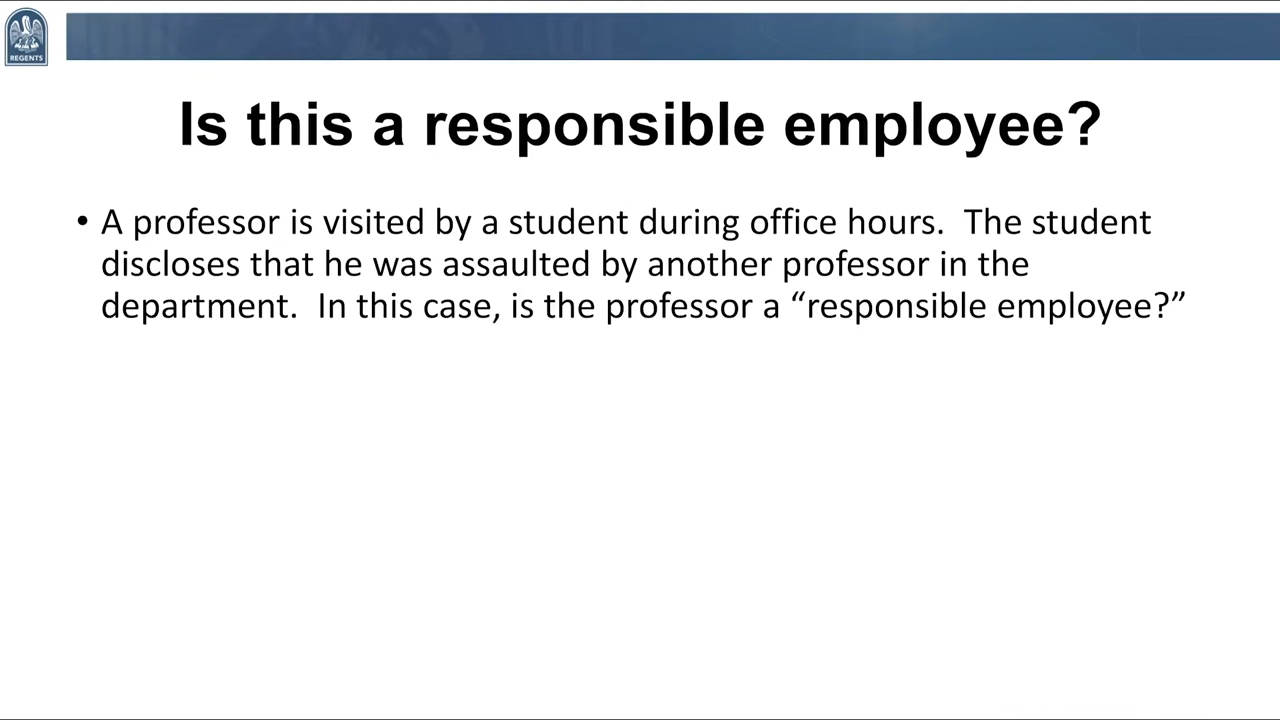 REGENTS
Is this a responsible employee?
• A professor is visited by a student during office hours.  The student
discloses that he was assaulted by another professor in the
department.  In this case, is the professor a “responsible employee?”